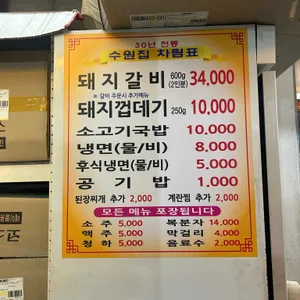 30년 전통
수원집 차림표
돼지갈비 600g (2인분) 34,000
※ 갈비 주문시 추가메뉴
돼지껍데기 250g 10,000
소고기국밥 10,000
냉면(물/비) 8,000
후식냉면(물/비) 5,000
공기밥 1,000
된장찌개 추가 2,000 계란찜 추가 2,000
모든 메뉴 포장됩니다
소주 5,000 복분자 14,000
맥주 5,000 막걸리 4,000
청하 5,000 음료수 2,000